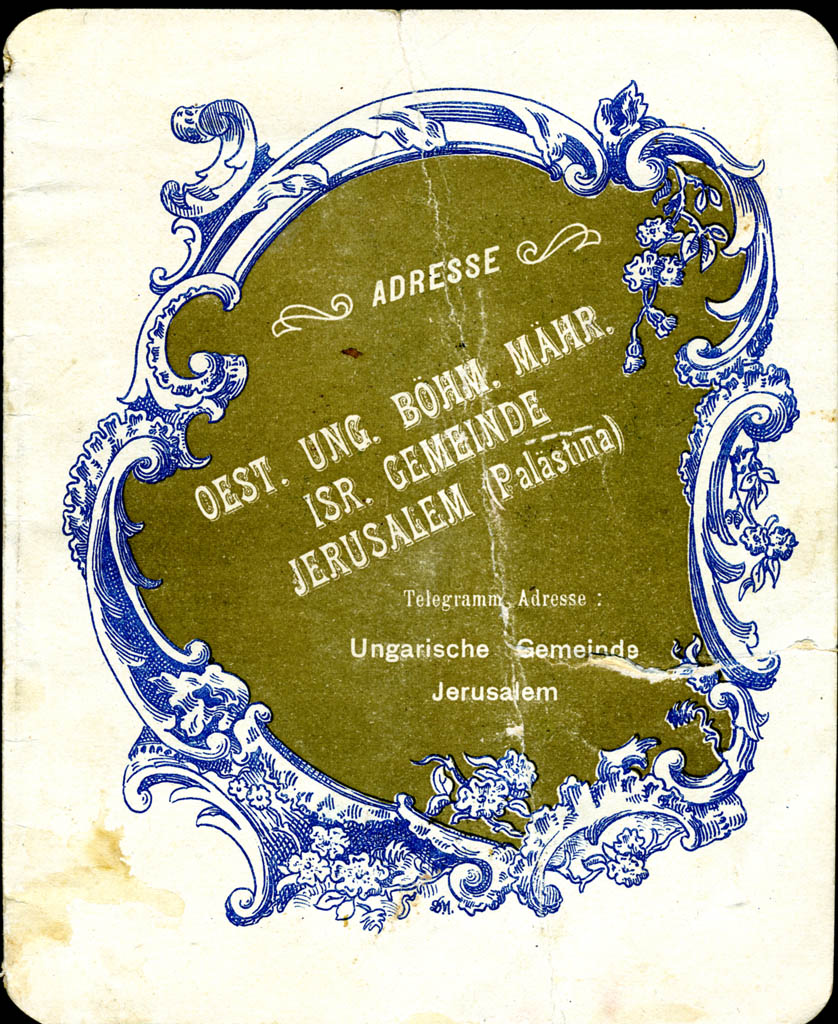 ADRESSE
OEST. UNG. BÖHM. MÄHR.
ISR. GEMEINDE
JERUSALEM (Palästina)
Telegramm Adresse :
Ungarische Gemeinde
Jerusalem